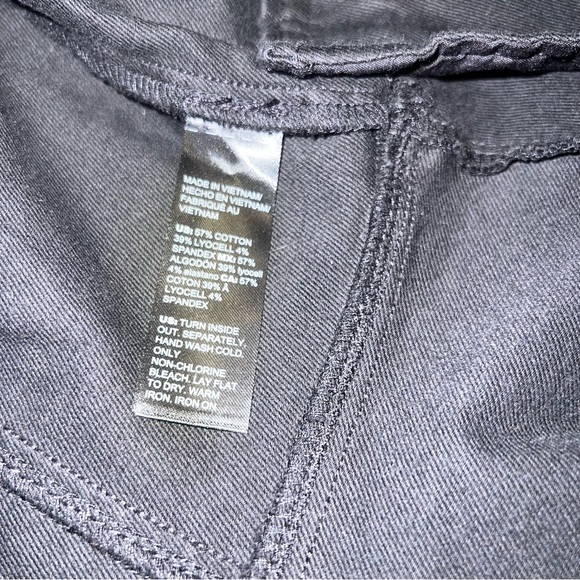 MADE IN VIETNAM/
HECHO EN VIETNAM/
FABRIQUÉ AU
VIETNAM
US: 57% COTTON
39% LYOCELL 4%
SPANDEX MX: 57%
ALGODÓN 39% lyocell
4% elastano CA: 57%
COTON 39% Â
LYOCELL 4%
SPANDEX
US: TURN INSIDE
OUT. SEPARATELY.
HAND WASH COLD.
ONLY
NON-CHLORINE
BLEACH. LAY FLAT
TO DRY. WARM
IRON. IRON ON